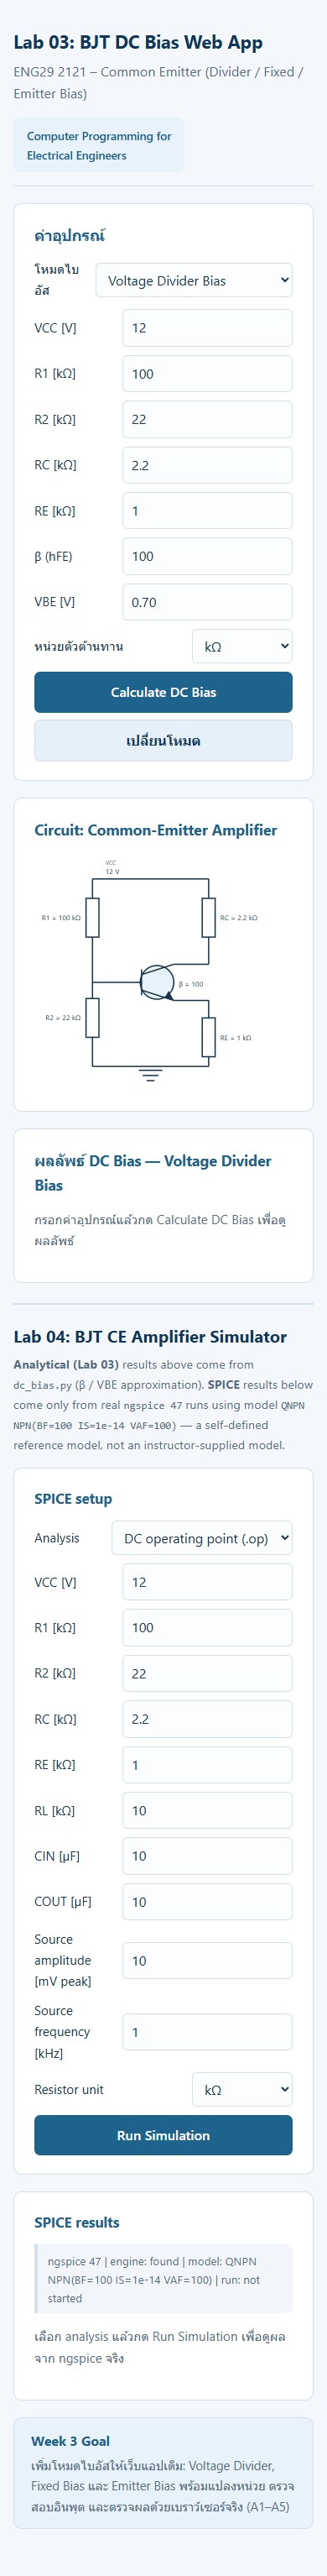 Lab 03: BJT DC Bias Web App
ENG29 2121 – Common Emitter (Divider / Fixed /
Emitter Bias)
Computer Programming for
Electrical Engineers
ค่าอุปกรณ์
โหมดไบ
อัส
Voltage Divider Bias
VCC [V]
12
R1 [kΩ]
100
R2 [kΩ]
22
RC [kΩ]
2.2
RE [kΩ]
1
β (hFE)
100
VBE [V]
0.70
หน่วยตัวต้านทาน
kΩ
Calculate DC Bias
เปลี่ยนโหมด
Circuit: Common-Emitter Amplifier
VCC
12 V
R1 = 100 kΩ
RC = 2.2 kΩ
β = 100
R2 = 22 kΩ
RE = 1 kΩ
ผลลัพธ์ DC Bias — Voltage Divider
Bias
กรอกค่าอุปกรณ์แล้วกด Calculate DC Bias เพื่อดู
ผลลัพธ์
Lab 04: BJT CE Amplifier Simulator
Analytical (Lab 03) results above come from
dc_bias.py (β / VBE approximation). SPICE results below
come only from real ngspice 47 runs using model QNPN
NPN(BF=100 IS=1e-14 VAF=100) — a self-defined
reference model, not an instructor-supplied model.
SPICE setup
Analysis
DC operating point (.op)
VCC [V]
12
R1 [kΩ]
100
R2 [kΩ]
22
RC [kΩ]
2.2
RE [kΩ]
1
RL [kΩ]
10
CIN [µF]
10
COUT [µF]
10
Source
amplitude
[mV peak]
10
Source
frequency
[kHz]
1
Resistor unit
kΩ
Run Simulation
SPICE results
ngspice 47 | engine: found | model: QNPN
NPN(BF=100 IS=1e-14 VAF=100) | run: not
started
เลือก analysis แล้วกด Run Simulation เพื่อดูผล
จาก ngspice จริง
Week 3 Goal
เพิ่มโหมดไบอัสให้เว็บแอปเดิม: Voltage Divider,
Fixed Bias และ Emitter Bias พร้อมแปลงหน่วย ตรวจ
สอบอินพุต และตรวจผลด้วยเบราว์เซอร์จริง (A1–A5)